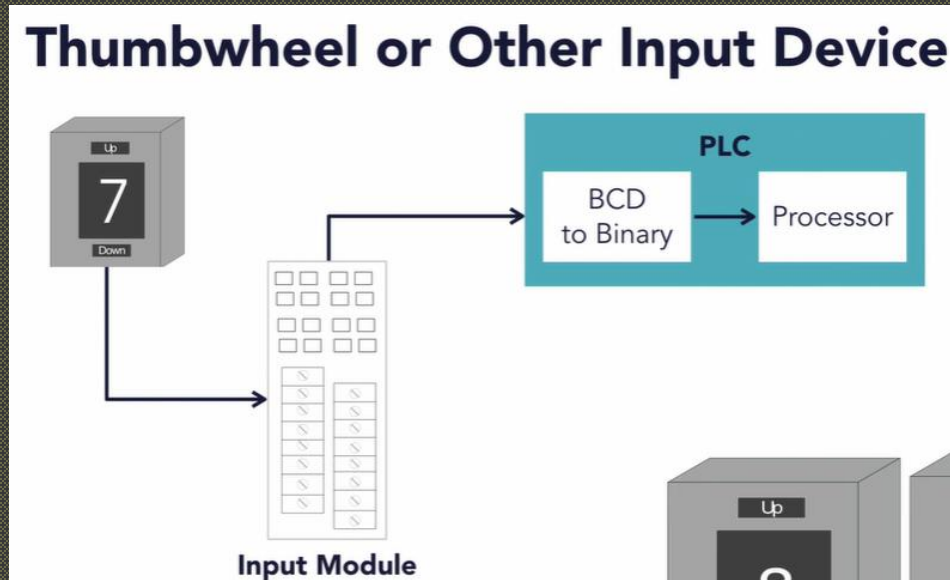 Thumbwheel or Other Input Device
Up
7
Down
PLC
BCD
to Binary
Processor
Input Module
Up